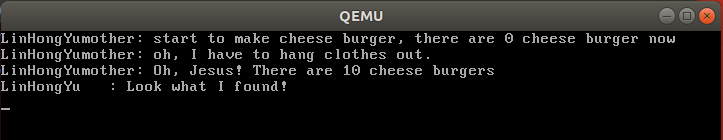 QEMU
LinHongYumother: start to make cheese burger, there are 0 cheese burger now
LinHongYumother: oh, I have to hang clothes out.
LinHongYumother: Oh, Jesus! There are 10 cheese burgers
LinHongYu   : Look what I found!